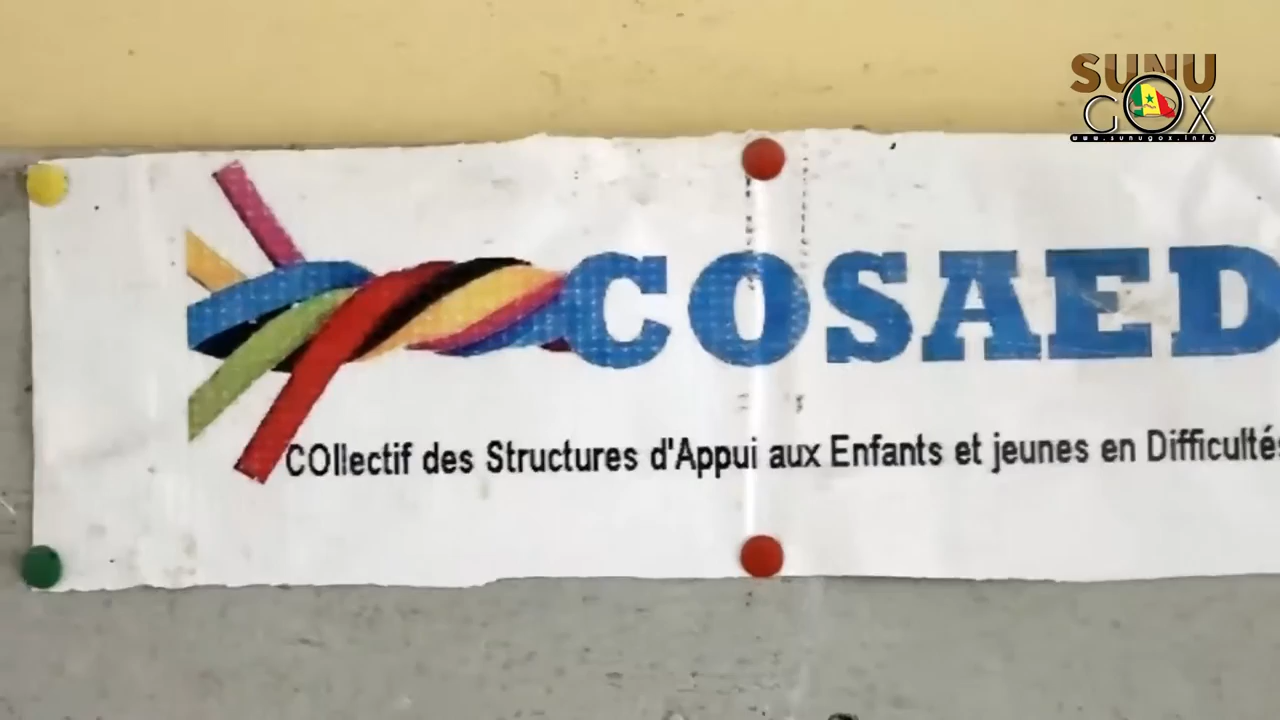 SUNU
GOX
www.sunugox.info
COSAED
COllectif des Structures d'Appui aux Enfants et jeunes en Difficultés